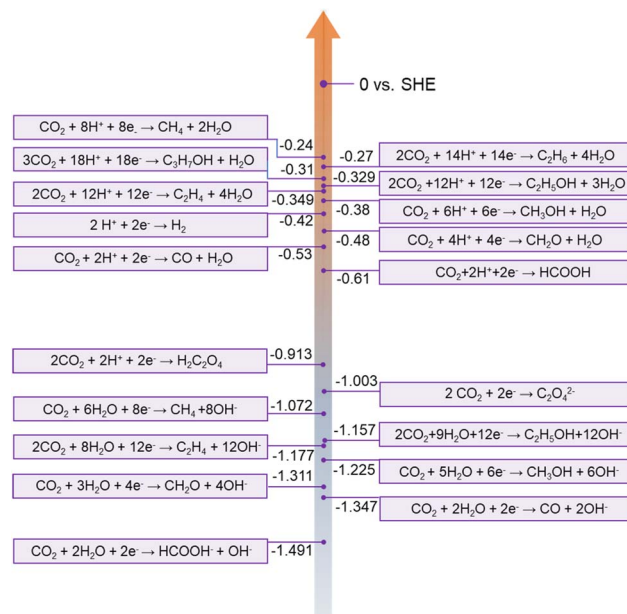 0 vs. SHE
CO₂ + 8H⁺ + 8e₋ → CH₄ + 2H₂O
-0.24
2CO₂ + 14H⁺ + 14e⁻ → C₂H₆ + 4H₂O
-0.27
3CO₂ + 18H⁺ + 18e⁻ → C₃H₇OH + H₂O
-0.31
2CO₂ +12H⁺ + 12e⁻ → C₂H₅OH + 3H₂O
-0.329
2CO₂ + 12H⁺ + 12e⁻ → C₂H₄ + 4H₂O
-0.349
CO₂ + 6H⁺ + 6e⁻ → CH₃OH + H₂O
-0.38
2 H⁺ + 2e⁻ → H₂
-0.42
CO₂ + 4H⁺ + 4e⁻ → CH₂O + H₂O
-0.48
CO₂ + 2H⁺ + 2e⁻ → CO + H₂O
-0.53
CO₂+2H⁺+2e⁻ → HCOOH
-0.61
2CO₂ + 2H⁺ + 2e⁻ → H₂C₂O₄
-0.913
2 CO₂ + 2e⁻ → C₂O₄²⁻
-1.003
CO₂ + 6H₂O + 8e⁻ → CH₄ +8OH⁻
-1.072
2CO₂+9H₂O+12e⁻ → C₂H₅OH+12OH⁻
-1.157
2CO₂ + 8H₂O + 12e⁻ → C₂H₄ + 12OH⁻
-1.177
CO₂ + 5H₂O + 6e⁻ → CH₃OH + 6OH⁻
-1.225
CO₂ + 3H₂O + 4e⁻ → CH₂O + 4OH⁻
-1.311
CO₂ + 2H₂O + 2e⁻ → CO + 2OH⁻
-1.347
CO₂ + 2H₂O + 2e⁻ → HCOOH⁻ + OH⁻
-1.491